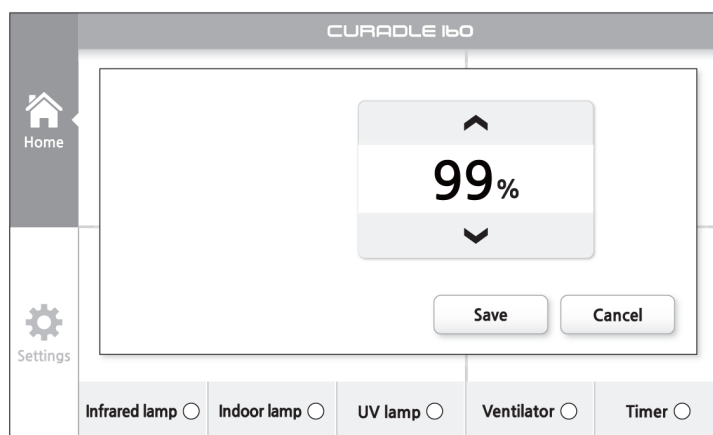 CURADLE 160
Home
99%
Save
Cancel
Settings
Infrared lamp
Indoor lamp
UV lamp
Ventilator
Timer